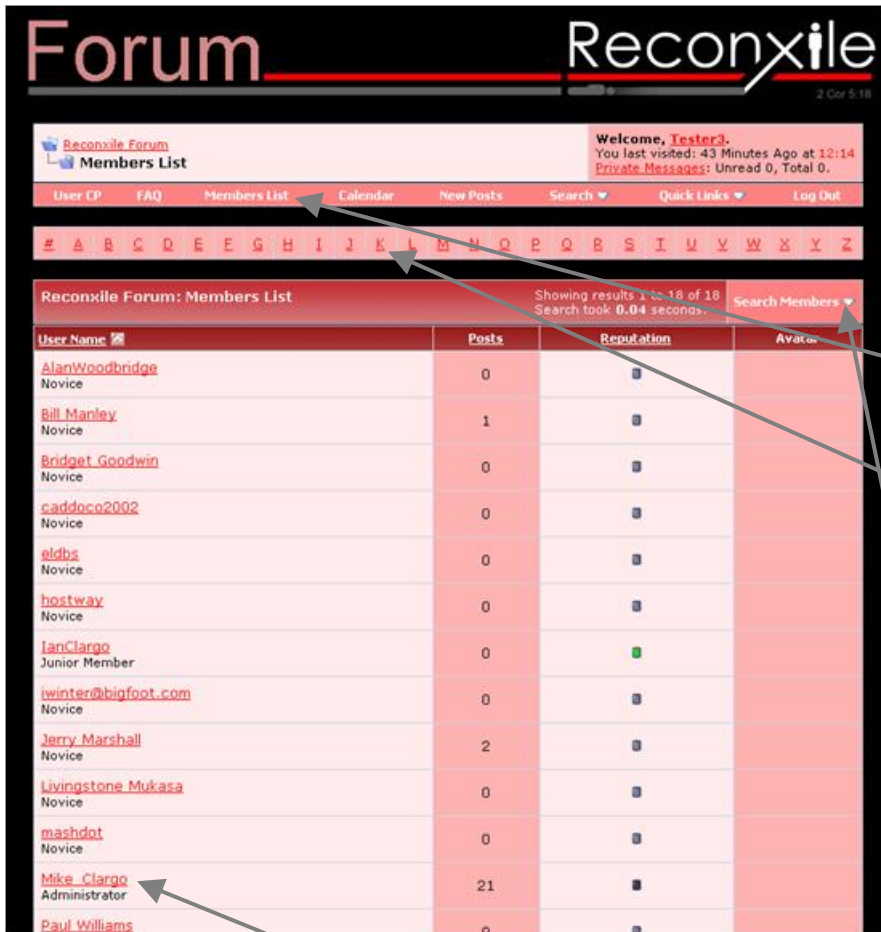 Forum
Reconxile
2 Cor 5:18
Reconxile Forum
Members List
Welcome, Tester3.
You last visited: 43 Minutes Ago at 12:14
Private Messages: Unread 0, Total 0.
User CP FAQ Members List Calendar New Posts Search Quick Links Log Out
# A B C D E F G H I J K L M N O P Q R S T U V W X Y Z
Reconxile Forum: Members List
Showing results 1 to 18 of 18
Search took 0.04 seconds.
Search Members
User Name Posts Reputation Avatar
AlanWoodbridge 0
Novice
Bill Manley 1
Novice
Bridget Goodwin 0
Novice
caddoco2002 0
Novice
eldbs 0
Novice
hostway 0
Novice
IanClargo 0
Junior Member
jwinter@bigfoot.com 0
Novice
Jerry Marshall 2
Novice
Livingstone Mukasa 0
Novice
mashdot 0
Novice
Mike Clargo 21
Administrator
Paul Williams